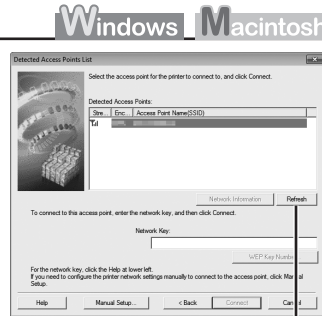 Windows Macintosh
Detected Access Points List
Select the access point for the printer to connect to, and click Connect.
Detected Access Points:
Stre... Enc... Access Point Name(SSID)
Network Information Refresh
To connect to this access point, enter the network key, and then click Connect.
Network Key:
WEP Key Number
For the network key, click the Help at lower left.
If you need to configure the printer network settings manually to connect to the access point, click Manual
Setup.
Help Manual Setup... < Back Connect Cancel